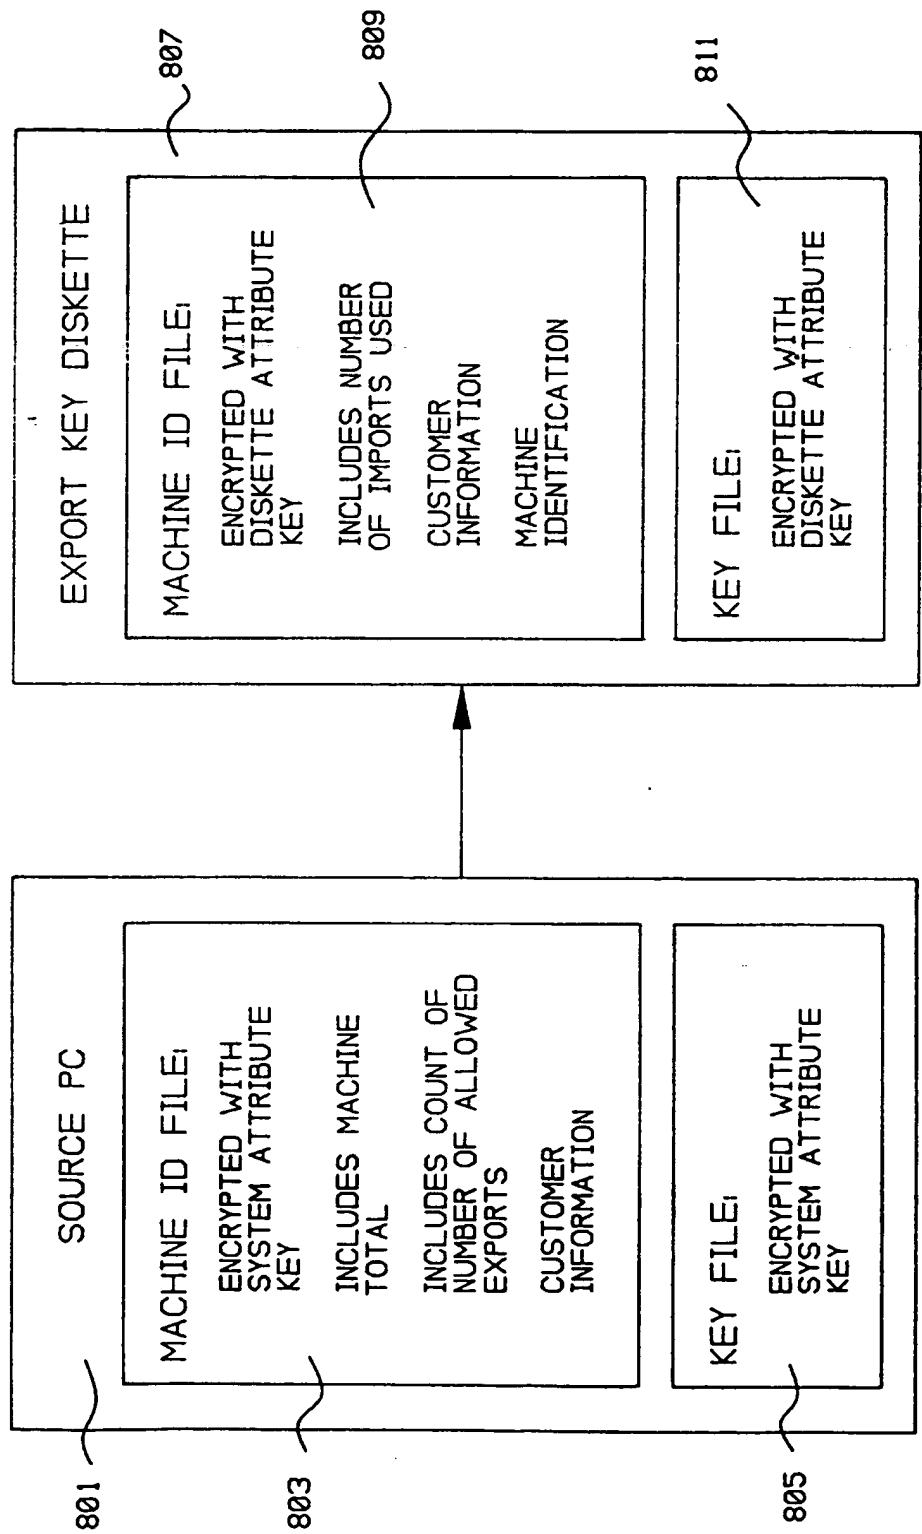 801
SOURCE PC
MACHINE ID FILE:
ENCRYPTED WITH
SYSTEM ATTRIBUTE
KEY
INCLUDES MACHINE
TOTAL
INCLUDES COUNT OF
NUMBER OF ALLOWED
EXPORTS
CUSTOMER
INFORMATION
803
KEY FILE:
ENCRYPTED WITH
SYSTEM ATTRIBUTE
KEY
805
EXPORT KEY DISKETTE
807
MACHINE ID FILE:
ENCRYPTED WITH
DISKETTE ATTRIBUTE
KEY
INCLUDES NUMBER
OF IMPORTS USED
CUSTOMER
INFORMATION
MACHINE
IDENTIFICATION
809
KEY FILE:
ENCRYPTED WITH
DISKETTE ATTRIBUTE
KEY
811